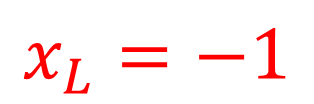 x_L = −1